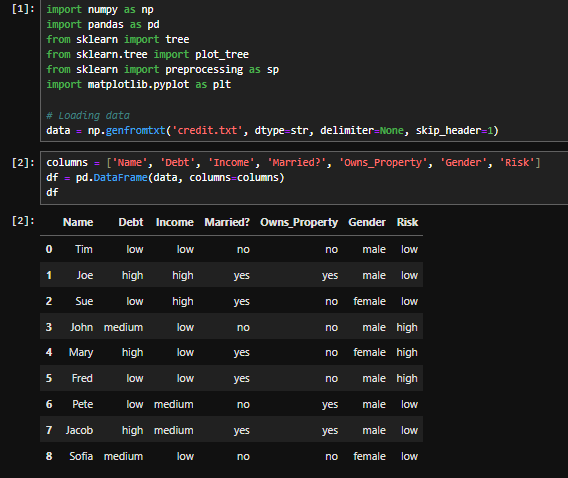 [1]: import numpy as np
import pandas as pd
from sklearn import tree
from sklearn.tree import plot_tree
from sklearn import preprocessing as sp
import matplotlib.pyplot as plt
# Loading data
data = np.genfromtxt('credit.txt', dtype=str, delimiter=None, skip_header=1)
[2]: columns = ['Name', 'Debt', 'Income', 'Married?', 'Owns_Property', 'Gender', 'Risk']
df = pd.DataFrame(data, columns=columns)
df
[2]: Name Debt Income Married? Owns_Property Gender Risk
0 Tim low low no no male low
1 Joe high high yes yes male low
2 Sue low high yes no female low
3 John medium low no no male high
4 Mary high low yes no female high
5 Fred low low yes no male high
6 Pete low medium no yes male low
7 Jacob high medium yes yes male low
8 Sofia medium low no no female low